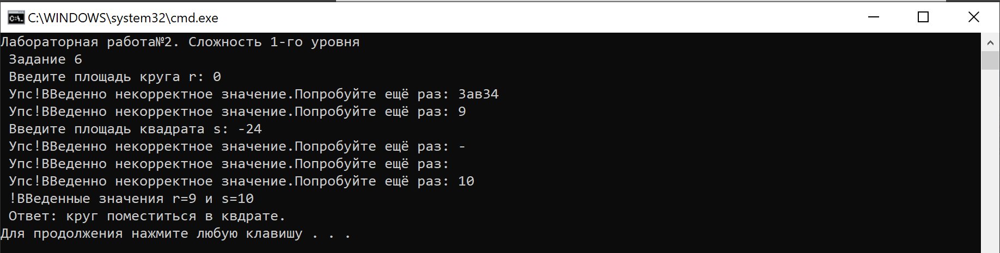 C:\WINDOWS\system32\cmd.exe
Лабораторная работа№2. Сложность 1-го уровня
Задание 6
Введите площадь круга r: 0
Упс!ВВеденно некорректное значение.Попробуйте ещё раз: 3ав34
Упс!ВВеденно некорректное значение.Попробуйте ещё раз: 9
Введите площадь квадрата s: -24
Упс!ВВеденно некорректное значение.Попробуйте ещё раз: -
Упс!ВВеденно некорректное значение.Попробуйте ещё раз:
Упс!ВВеденно некорректное значение.Попробуйте ещё раз: 10
!ВВеденные значения r=9 и s=10
Ответ: круг поместиться в квдрате.
Для продолжения нажмите любую клавишу . . .